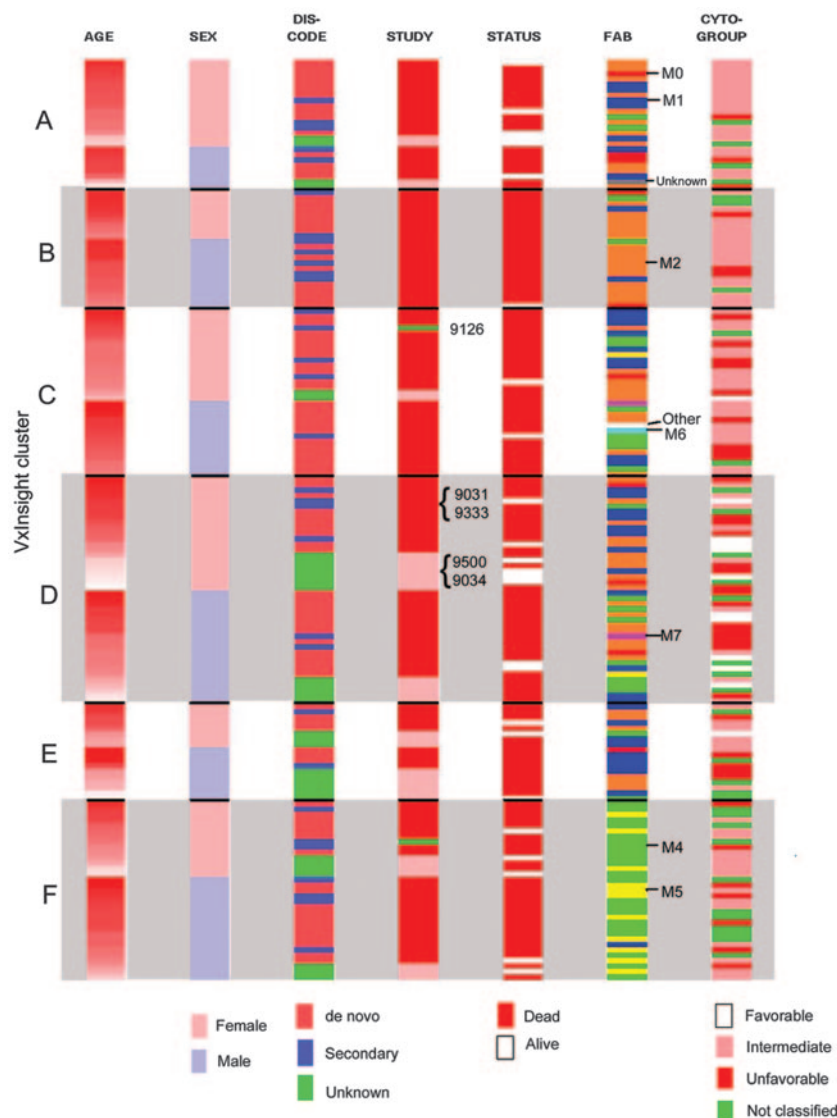 AGE SEX DIS-CODE STUDY STATUS FAB CYTO-GROUP
A
M0
M1
Unknown
B
M2
9126
C
Other
M6
VxInsight cluster
9031
9333
9500
9034
D
M7
E
M4
M5
F
Female
Male
de novo
Secondary
Unknown
Dead
Alive
Favorable
Intermediate
Unfavorable
Not classified